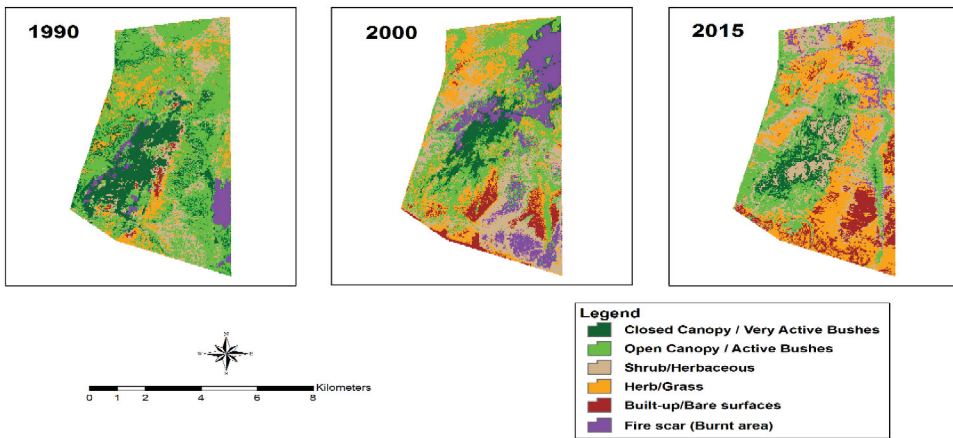 1990
2000
2015
N
W
E
S
Kilometers
0 1 2 4 6 8
Legend
Closed Canopy / Very Active Bushes
Open Canopy / Active Bushes
Shrub/Herbaceous
Herb/Grass
Built-up/Bare surfaces
Fire scar (Burnt area)